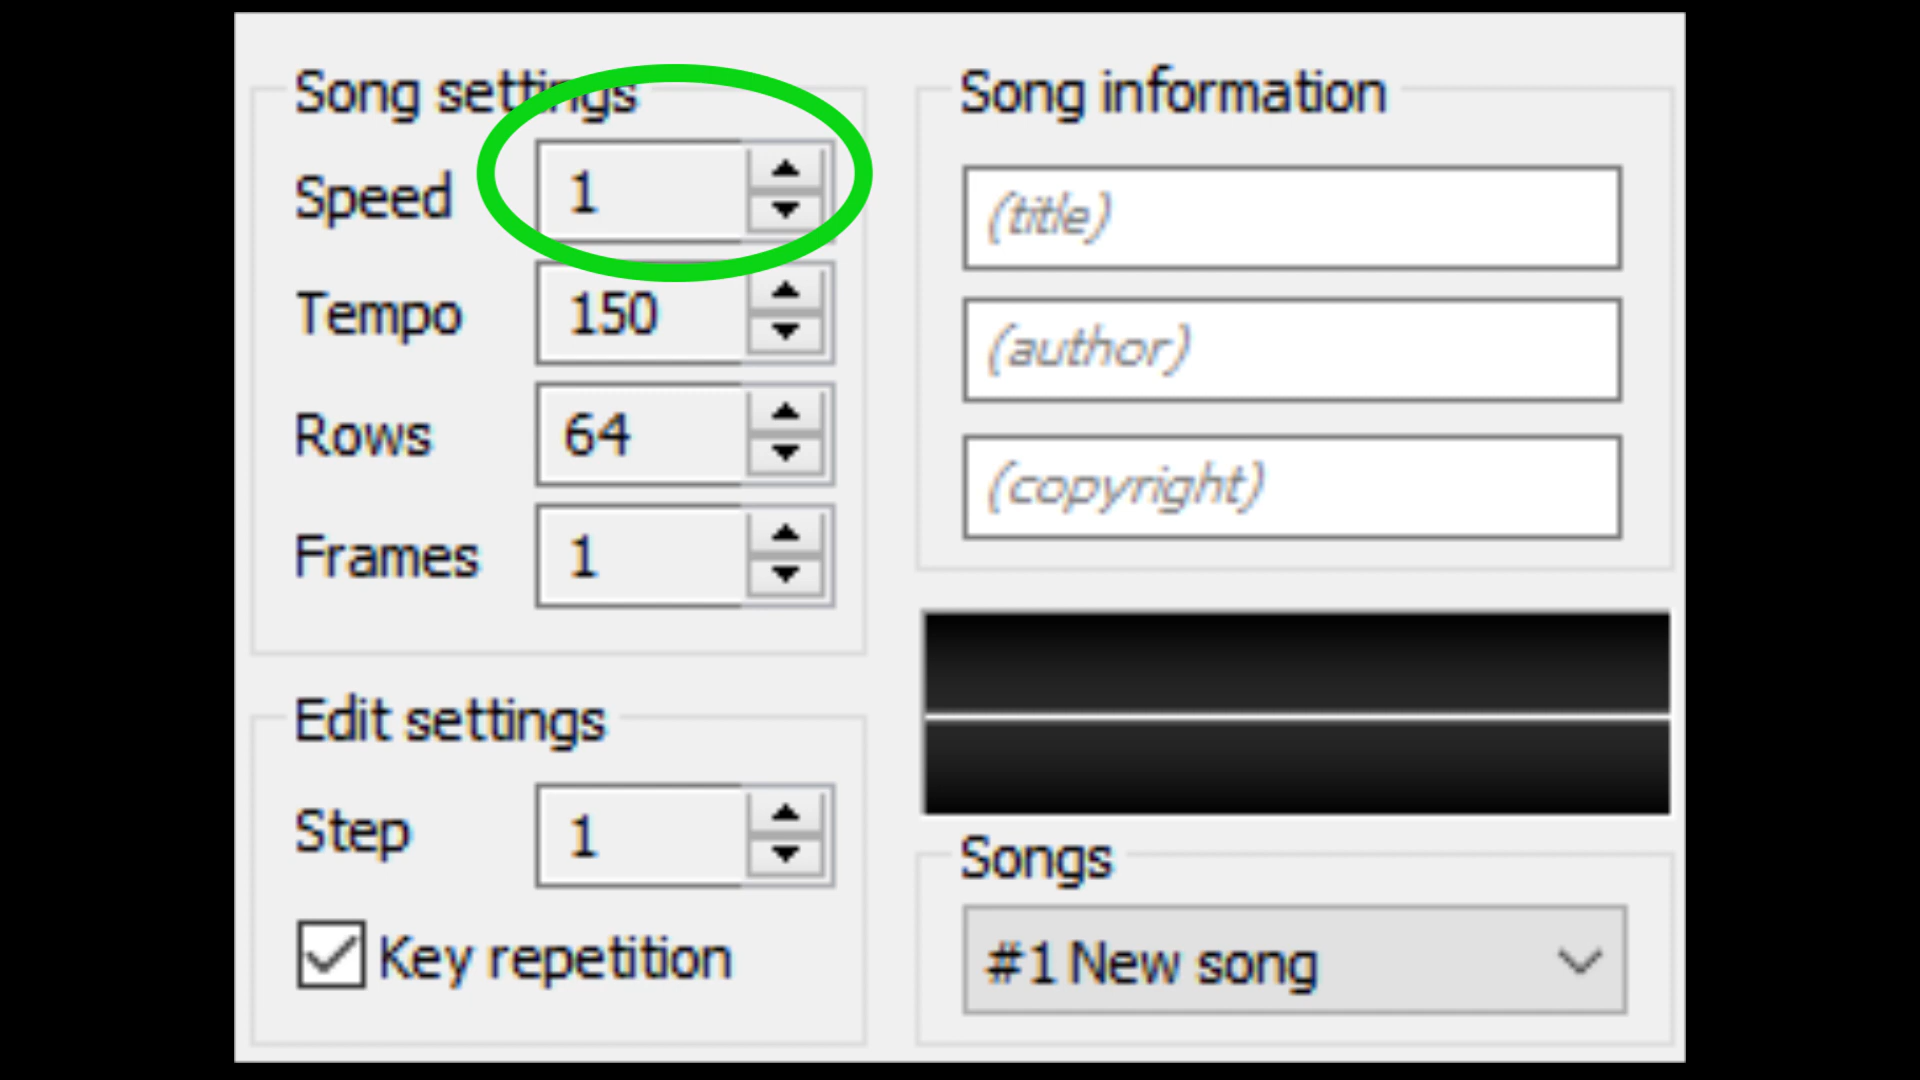 Song settings
Speed 1
Tempo 150
Rows 64
Frames 1
Edit settings
Step 1
Key repetition
Song information
(title)
(author)
(copyright)
Songs
#1 New song